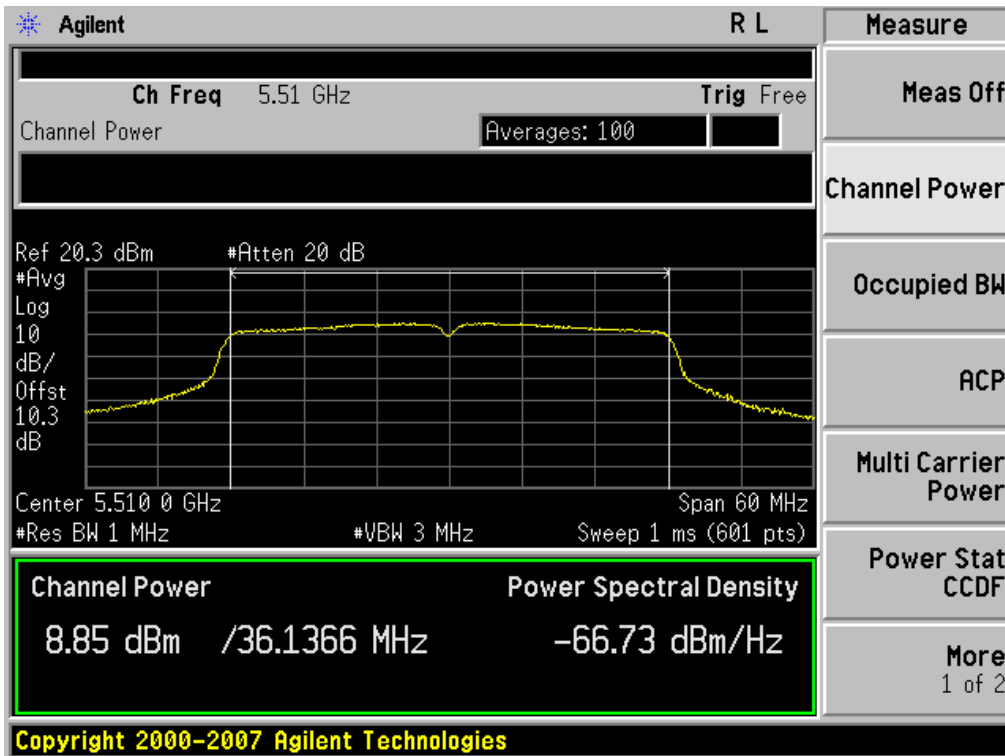 Agilent R L
Measure
Ch Freq 5.51 GHz Trig Free
Channel Power Averages: 100
Ref 20.3 dBm #Atten 20 dB
#Avg
Log
10
dB/
Offst
10.3
dB
Center 5.510 0 GHz Span 60 MHz
#Res BW 1 MHz #VBW 3 MHz Sweep 1 ms (601 pts)
Channel Power Power Spectral Density
8.85 dBm /36.1366 MHz -66.73 dBm/Hz
Meas Off
Channel Power
Occupied BW
ACP
Multi Carrier
Power
Power Stat
CCDF
More
1 of 2
Copyright 2000-2007 Agilent Technologies